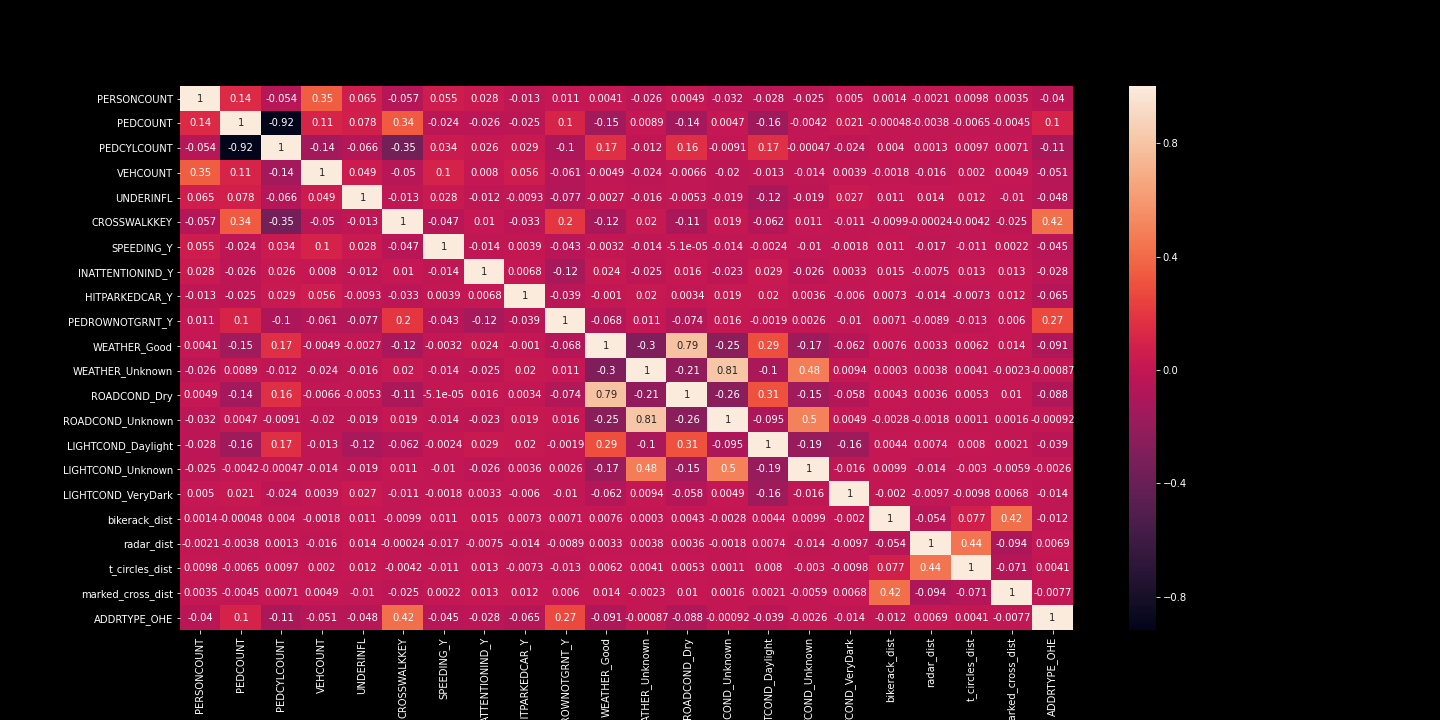 PERSONCOUNT 1 0.14 -0.054 0.35 0.065 -0.057 0.055 0.028 -0.013 0.011 0.0041 -0.026 0.0049 -0.032 -0.028 -0.025 0.005 0.0014 -0.0021 0.0098 0.0035 -0.04
PEDCOUNT 0.14 1 -0.92 0.11 0.078 0.34 -0.024 -0.026 -0.025 0.1 -0.15 0.0089 -0.14 0.0047 -0.16 -0.0042 0.021 -0.00048 -0.0038 -0.0065 -0.0045 0.1
PEDCYLCOUNT -0.054 -0.92 1 -0.14 -0.066 -0.35 0.034 0.026 0.029 -0.1 0.17 -0.012 0.16 -0.0091 0.17 -0.00047 -0.024 0.004 0.0013 0.0097 0.0071 -0.11
0.8
VEHCOUNT 0.35 0.11 -0.14 1 0.049 -0.05 0.1 0.008 0.056 -0.061 -0.0049 -0.024 -0.0066 -0.02 -0.013 -0.014 0.0039 -0.0018 -0.016 0.002 0.0049 -0.051
UNDERINFL 0.065 0.078 -0.066 0.049 1 -0.013 0.028 -0.012 -0.0093 -0.077 -0.0027 -0.016 -0.0053 -0.019 -0.12 -0.019 0.027 0.011 0.014 0.012 -0.01 -0.048
CROSSWALKKEY -0.057 0.34 -0.35 -0.05 -0.013 1 -0.047 0.01 -0.033 0.2 -0.12 0.02 -0.11 0.019 -0.062 0.011 -0.011 -0.0099 -0.00024 -0.0042 -0.025 0.42
SPEEDING_Y 0.055 -0.024 0.034 0.1 0.028 -0.047 1 -0.014 0.0039 -0.043 -0.0032 -0.014 -5.1e-05 -0.014 -0.0024 -0.01 -0.0018 0.011 -0.017 -0.011 0.0022 -0.045
0.4
INATTENTIONIND_Y 0.028 -0.026 0.026 0.008 -0.012 0.01 -0.014 1 0.0068 -0.12 0.024 -0.025 0.016 -0.023 0.029 -0.026 0.0033 0.015 -0.0075 0.013 0.013 -0.028
HITPARKEDCAR_Y -0.013 -0.025 0.029 0.056 -0.0093 -0.033 0.0039 0.0068 1 -0.039 -0.001 0.02 0.0034 0.019 0.02 0.0036 -0.006 0.0073 -0.014 -0.0073 0.012 -0.065
PEDROWNOTGRNT_Y 0.011 0.1 -0.1 -0.061 -0.077 0.2 -0.043 -0.12 -0.039 1 -0.068 0.011 -0.074 0.016 -0.0019 0.0026 -0.01 0.0071 -0.0089 -0.013 0.006 0.27
WEATHER_Good 0.0041 -0.15 0.17 -0.0049 -0.0027 -0.12 -0.0032 0.024 -0.001 -0.068 1 -0.3 0.79 -0.25 0.29 -0.17 -0.062 0.0076 0.0033 0.0062 0.014 -0.091
WEATHER_Unknown -0.026 0.0089 -0.012 -0.024 -0.016 0.02 -0.014 -0.025 0.02 0.011 -0.3 1 -0.21 0.81 -0.1 0.48 0.0094 0.0003 0.0038 0.0041 -0.0023 -0.00087
0.0
ROADCOND_Dry 0.0049 -0.14 0.16 -0.0066 -0.0053 -0.11 -5.1e-05 0.016 0.0034 -0.074 0.79 -0.21 1 -0.26 0.31 -0.15 -0.058 0.0043 0.0036 0.0053 0.01 -0.088
ROADCOND_Unknown -0.032 0.0047 -0.0091 -0.02 -0.019 0.019 -0.014 -0.023 0.019 0.016 -0.25 0.81 -0.26 1 -0.095 0.5 0.0049 -0.0028 -0.0018 0.0011 0.0016 -0.00092
LIGHTCOND_Daylight -0.028 -0.16 0.17 -0.013 -0.12 -0.062 -0.0024 0.029 0.02 -0.0019 0.29 -0.1 0.31 -0.095 1 -0.19 -0.16 0.0044 0.0074 0.008 0.0021 -0.039
LIGHTCOND_Unknown -0.025 -0.0042 -0.00047 -0.014 -0.019 0.011 -0.01 -0.026 0.0036 0.0026 -0.17 0.48 -0.15 0.5 -0.19 1 -0.016 0.0099 -0.014 -0.003 -0.0059 -0.0026
−0.4
LIGHTCOND_VeryDark 0.005 0.021 -0.024 0.0039 0.027 -0.011 -0.0018 0.0033 -0.006 -0.01 -0.062 0.0094 -0.058 0.0049 -0.16 -0.016 1 -0.002 -0.0097 -0.0098 0.0068 -0.014
bikerack_dist 0.0014 -0.00048 0.004 -0.0018 0.011 -0.0099 0.011 0.015 0.0073 0.0071 0.0076 0.0003 0.0043 -0.0028 0.0044 0.0099 -0.002 1 -0.054 0.077 0.42 -0.012
radar_dist -0.0021 -0.0038 0.0013 -0.016 0.014 -0.00024 -0.017 -0.0075 -0.014 -0.0089 0.0033 0.0038 0.0036 -0.0018 0.0074 -0.014 -0.0097 -0.054 1 0.44 -0.094 0.0069
t_circles_dist 0.0098 -0.0065 0.0097 0.002 0.012 -0.0042 -0.011 0.013 -0.0073 -0.013 0.0062 0.0041 0.0053 0.0011 0.008 -0.003 -0.0098 0.077 0.44 1 -0.071 0.0041
marked_cross_dist 0.0035 -0.0045 0.0071 0.0049 -0.01 -0.025 0.0022 0.013 0.012 0.006 0.014 -0.0023 0.01 0.0016 0.0021 -0.0059 0.0068 0.42 -0.094 -0.071 1 -0.0077
−0.8
ADDRTYPE_OHE -0.04 0.1 -0.11 -0.051 -0.048 0.42 -0.045 -0.028 -0.065 0.27 -0.091 -0.00087 -0.088 -0.00092 -0.039 -0.0026 -0.014 -0.012 0.0069 0.0041 -0.0077 1
PERSONCOUNT
PEDCOUNT
PEDCYLCOUNT
VEHCOUNT
UNDERINFL
CROSSWALKKEY
SPEEDING_Y
ATTENTIONIND_Y
ITPARKEDCAR_Y
ROWNOTGRNT_Y
WEATHER_Good
ATHER_Unknown
ROADCOND_Dry
COND_Unknown
TCOND_Daylight
COND_Unknown
COND_VeryDark
bikerack_dist
radar_dist
t_circles_dist
arked_cross_dist
ADDRTYPE_OHE